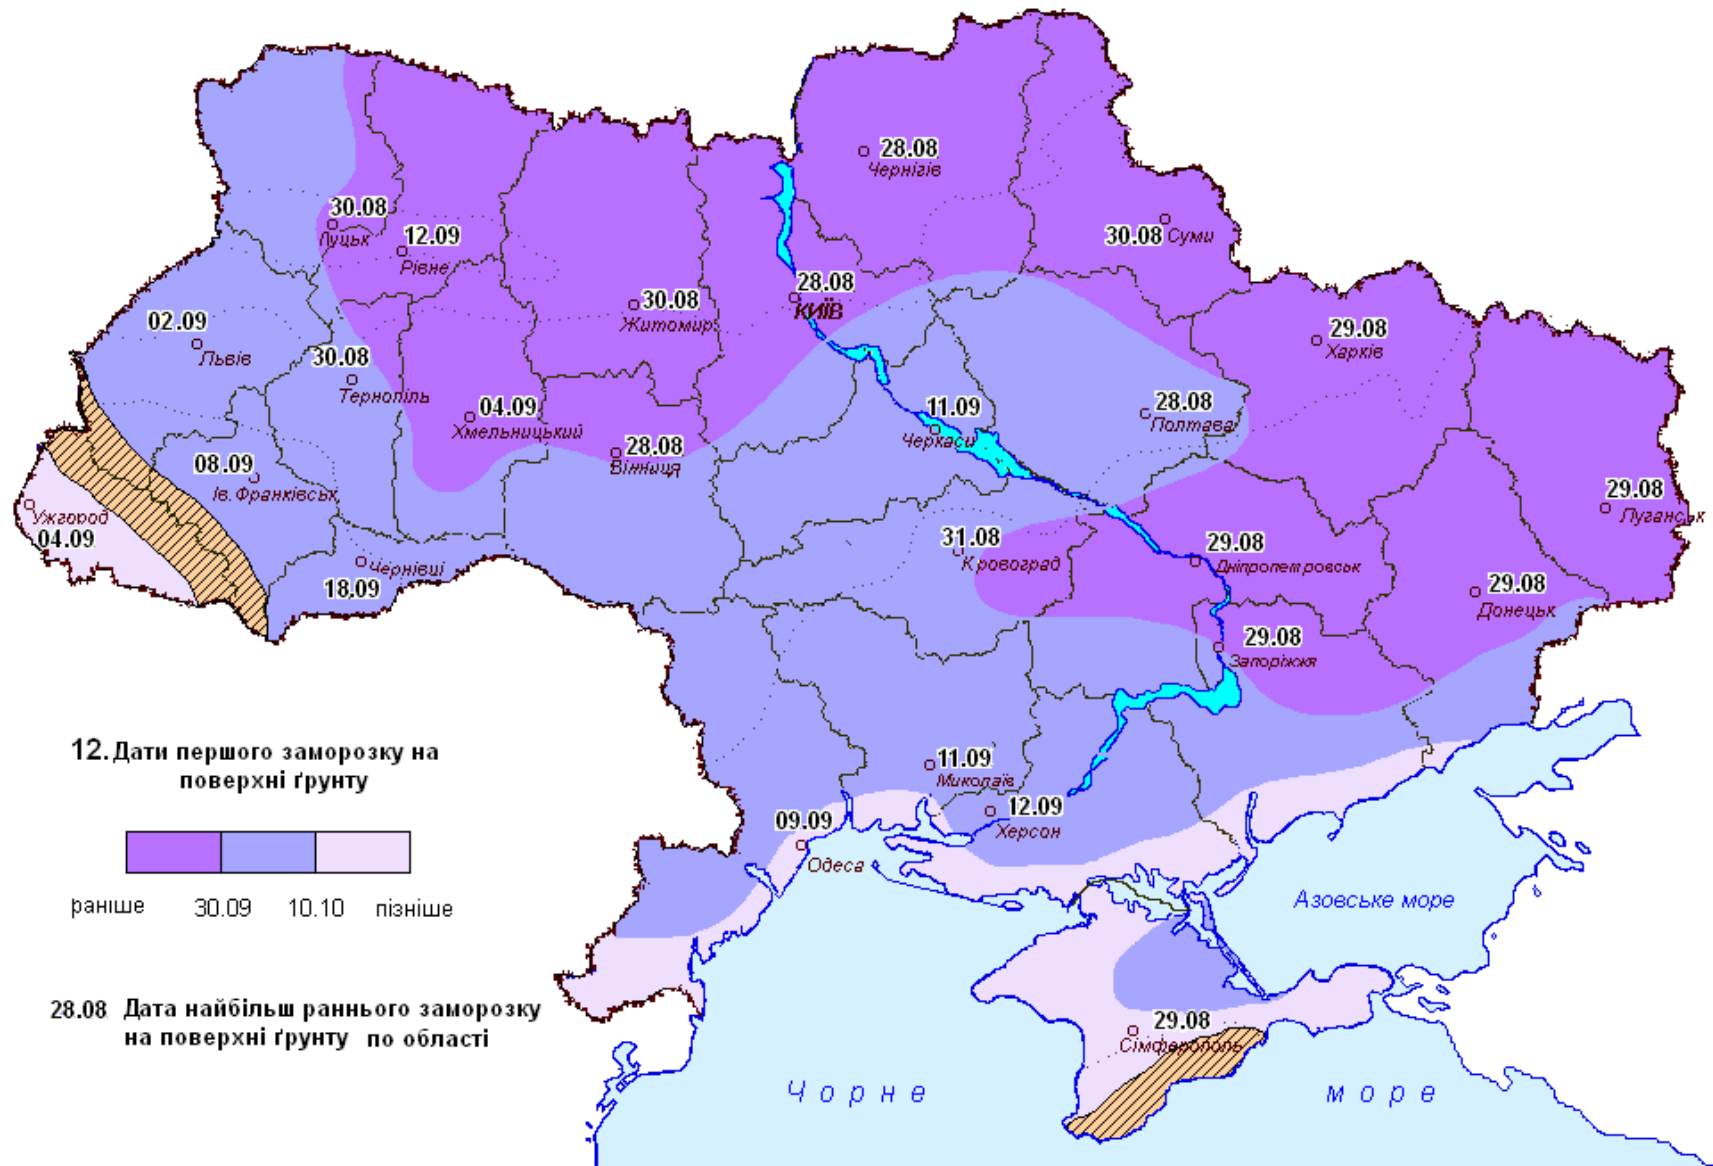 28.08
Чернігів
30.08
Луцьк
12.09
Рівне
30.08 Суми
28.08
КИЇВ
30.08
Житомир
02.09
Львів
29.08
Харків
30.08
Тернопіль
04.09
Хмельницький
11.09
Черкаси
28.08
Полтава
28.08
Вінниця
08.09
Ів. Франківськ
29.08
Луганськ
Ужгород
04.09
31.08
Кровоград
29.08
Дніпропетровськ
Чернівці
18.09
29.08
Донецьк
29.08
Запоріжжя
12. Дати першого заморозку на
поверхні ґрунту
11.09
Миколаїв
12.09
Херсон
09.09
Одеса
раніше 30.09 10.10 пізніше
Азовське море
28.08 Дата найбільш раннього заморозку
на поверхні ґрунту по області
29.08
Сімферополь
Чорне море